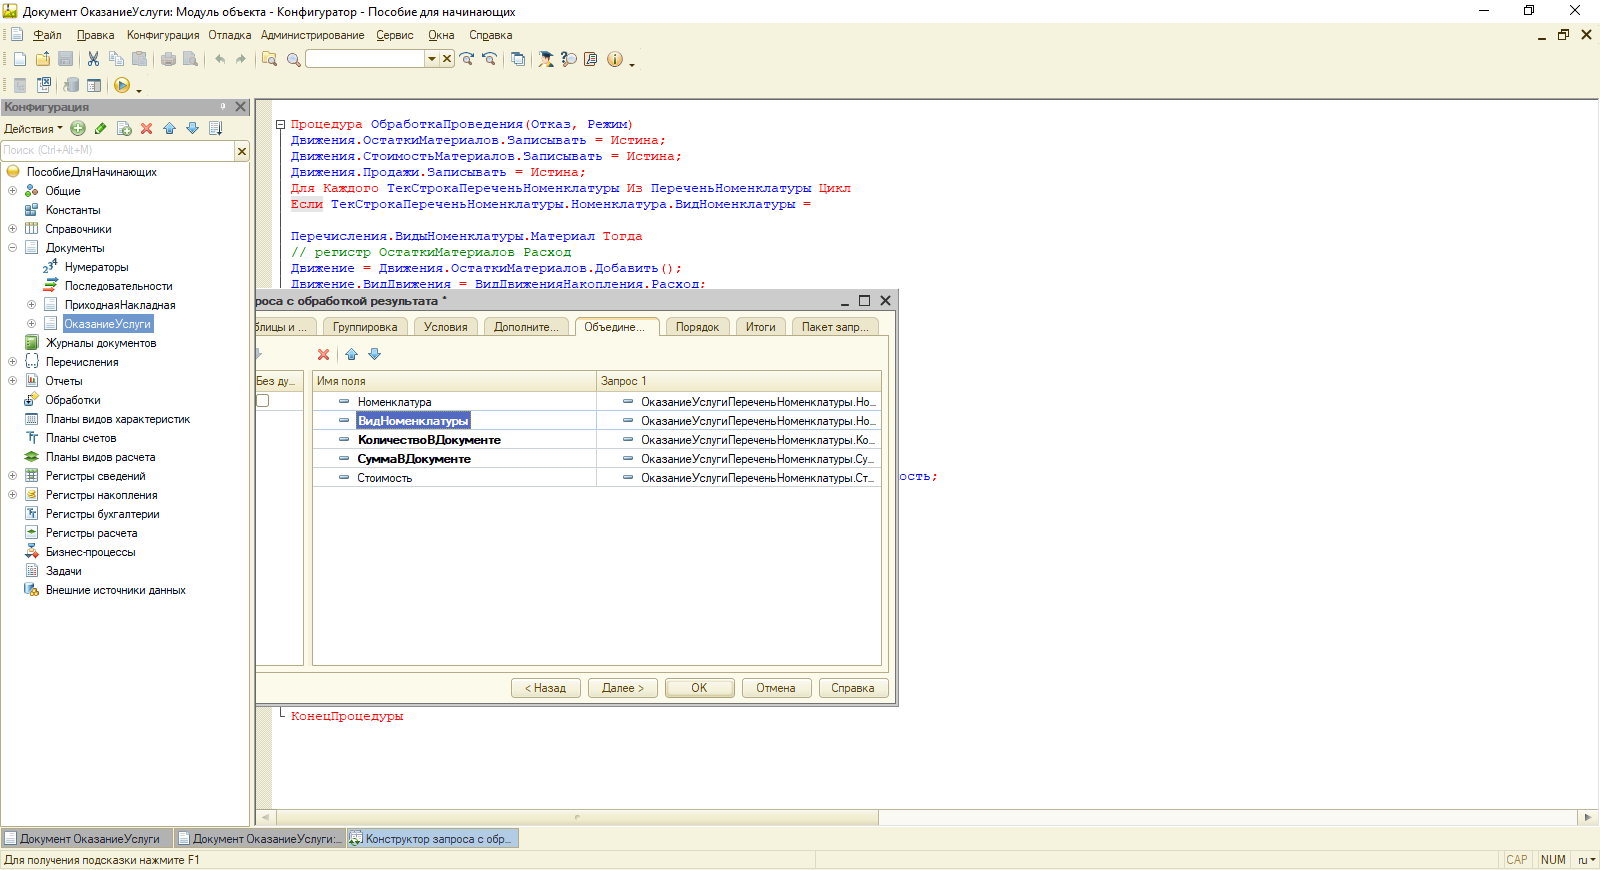 Документ ОказаниеУслуги: Модуль объекта - Конфигуратор - Пособие для начинающих
Файл Правка Конфигурация Отладка Администрирование Сервис Окна Справка
Конфигурация
Действия
Поиск (Ctrl+Alt+M)
ПособиеДляНачинающих
Общие
Константы
Справочники
Документы
Нумераторы
Последовательности
ПриходнаяНакладная
ОказаниеУслуги
Журналы документов
Перечисления
Отчеты
Обработки
Планы видов характеристик
Планы счетов
Планы видов расчета
Регистры сведений
Регистры накопления
Регистры бухгалтерии
Регистры расчета
Бизнес-процессы
Задачи
Внешние источники данных
Процедура ОбработкаПроведения(Отказ, Режим)
Движения.ОстаткиМатериалов.Записывать = Истина;
Движения.СтоимостьМатериалов.Записывать = Истина;
Движения.Продажи.Записывать = Истина;
Для Каждого ТекСтрокаПереченьНоменклатуры Из ПереченьНоменклатуры Цикл
Если ТекСтрокаПереченьНоменклатуры.Номенклатура.ВидНоменклатуры =
Перечисления.ВидыНоменклатуры.Материал Тогда
// регистр ОстаткиМатериалов Расход
Движение = Движения.ОстаткиМатериалов.Добавить();
Движение.ВидДвижения = ВидДвиженияНакопления.Расход;
роса с обработкой результата *
блицы и ... Группировка Условия Дополните... Объедине... Порядок Итоги Пакет запр...
Без ду... Имя поля Запрос 1
Номенклатура ОказаниеУслугиПереченьНоменклатуры.Но...
ВидНоменклатуры ОказаниеУслугиПереченьНоменклатуры.Но...
КоличествоВДокументе ОказаниеУслугиПереченьНоменклатуры.Ко...
СуммаВДокументе ОказаниеУслугиПереченьНоменклатуры.Су...
Стоимость ОказаниеУслугиПереченьНоменклатуры.Ст...
ость;
< Назад Далее > ОК Отмена Справка
КонецПроцедуры
Документ ОказаниеУслуги Документ ОказаниеУслуги:... Конструктор запроса с обр...
Для получения подсказки нажмите F1 CAP NUM ru